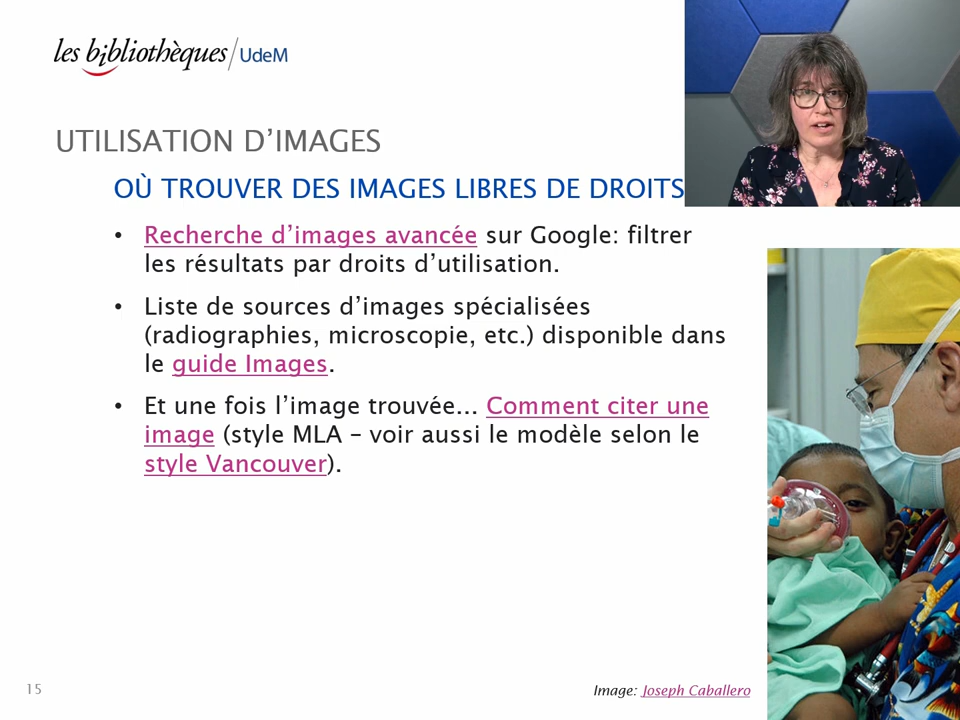 les bibliothèques/UdeM
UTILISATION D’IMAGES
OÙ TROUVER DES IMAGES LIBRES DE DROITS
• Recherche d’images avancée sur Google: filtrer
les résultats par droits d’utilisation.
• Liste de sources d’images spécialisées
(radiographies, microscopie, etc.) disponible dans
le guide Images.
• Et une fois l’image trouvée... Comment citer une
image (style MLA – voir aussi le modèle selon le
style Vancouver).
15
Image: Joseph Caballero